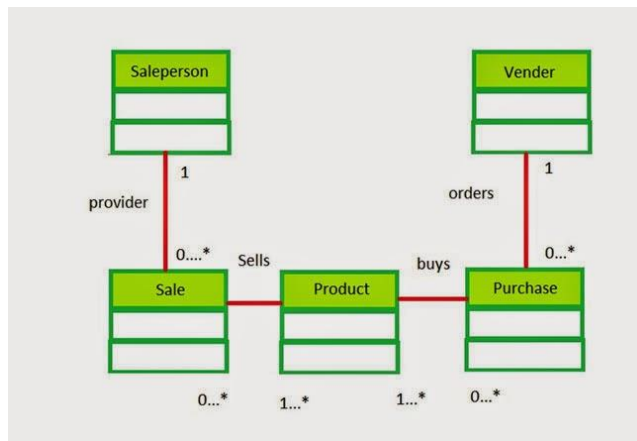 Saleperson
Vender
1
1
provider
orders
0....*
0...*
Sells
buys
Sale
Product
Purchase
0...*
1...*
1...*
0...*